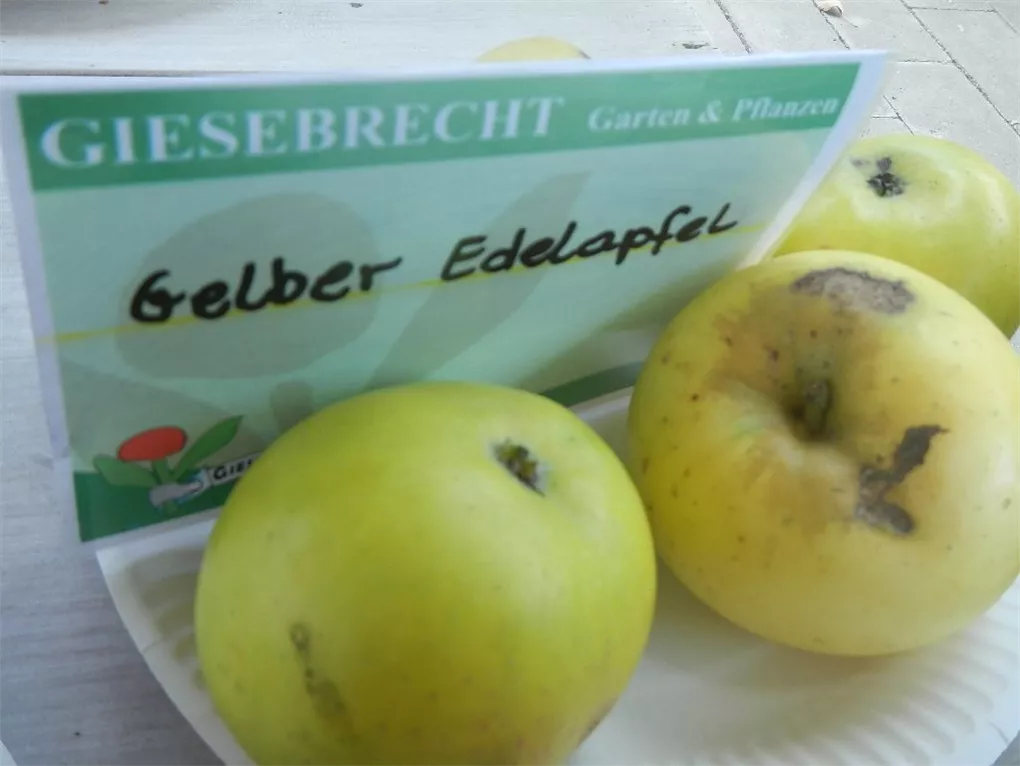 GIESEBRECHT Garten & Pflanzen
Gelber Edelapfel